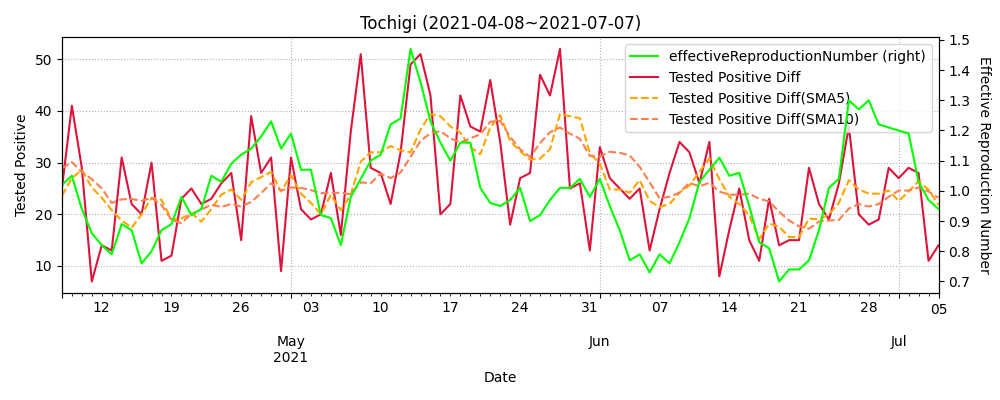 Tochigi (2021-04-08~2021-07-07)
effectiveReproductionNumber (right)
Tested Positive Diff
Tested Positive Diff(SMA5)
Tested Positive Diff(SMA10)
Tested Positive
50
40
30
20
10
1.5
1.4
1.3
1.2
1.1
1.0
0.9
0.8
0.7
Effective Reproduction Number
12 19 26 03 10 17 24 31 07 14 21 28 05
May Jun Jul
2021
Date